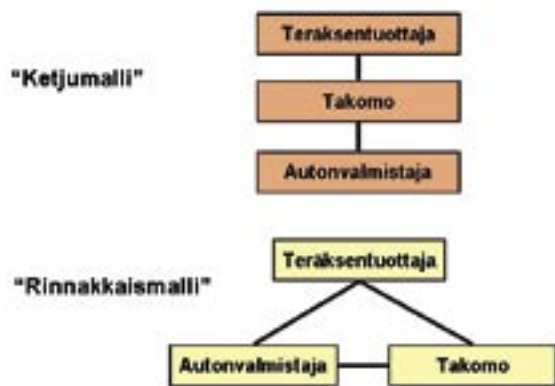 Teräksentuottaja
"Ketjumalli"
Takomo
Autonvalmistaja
Teräksentuottaja
"Rinnakkaismalli"
Autonvalmistaja
Takomo